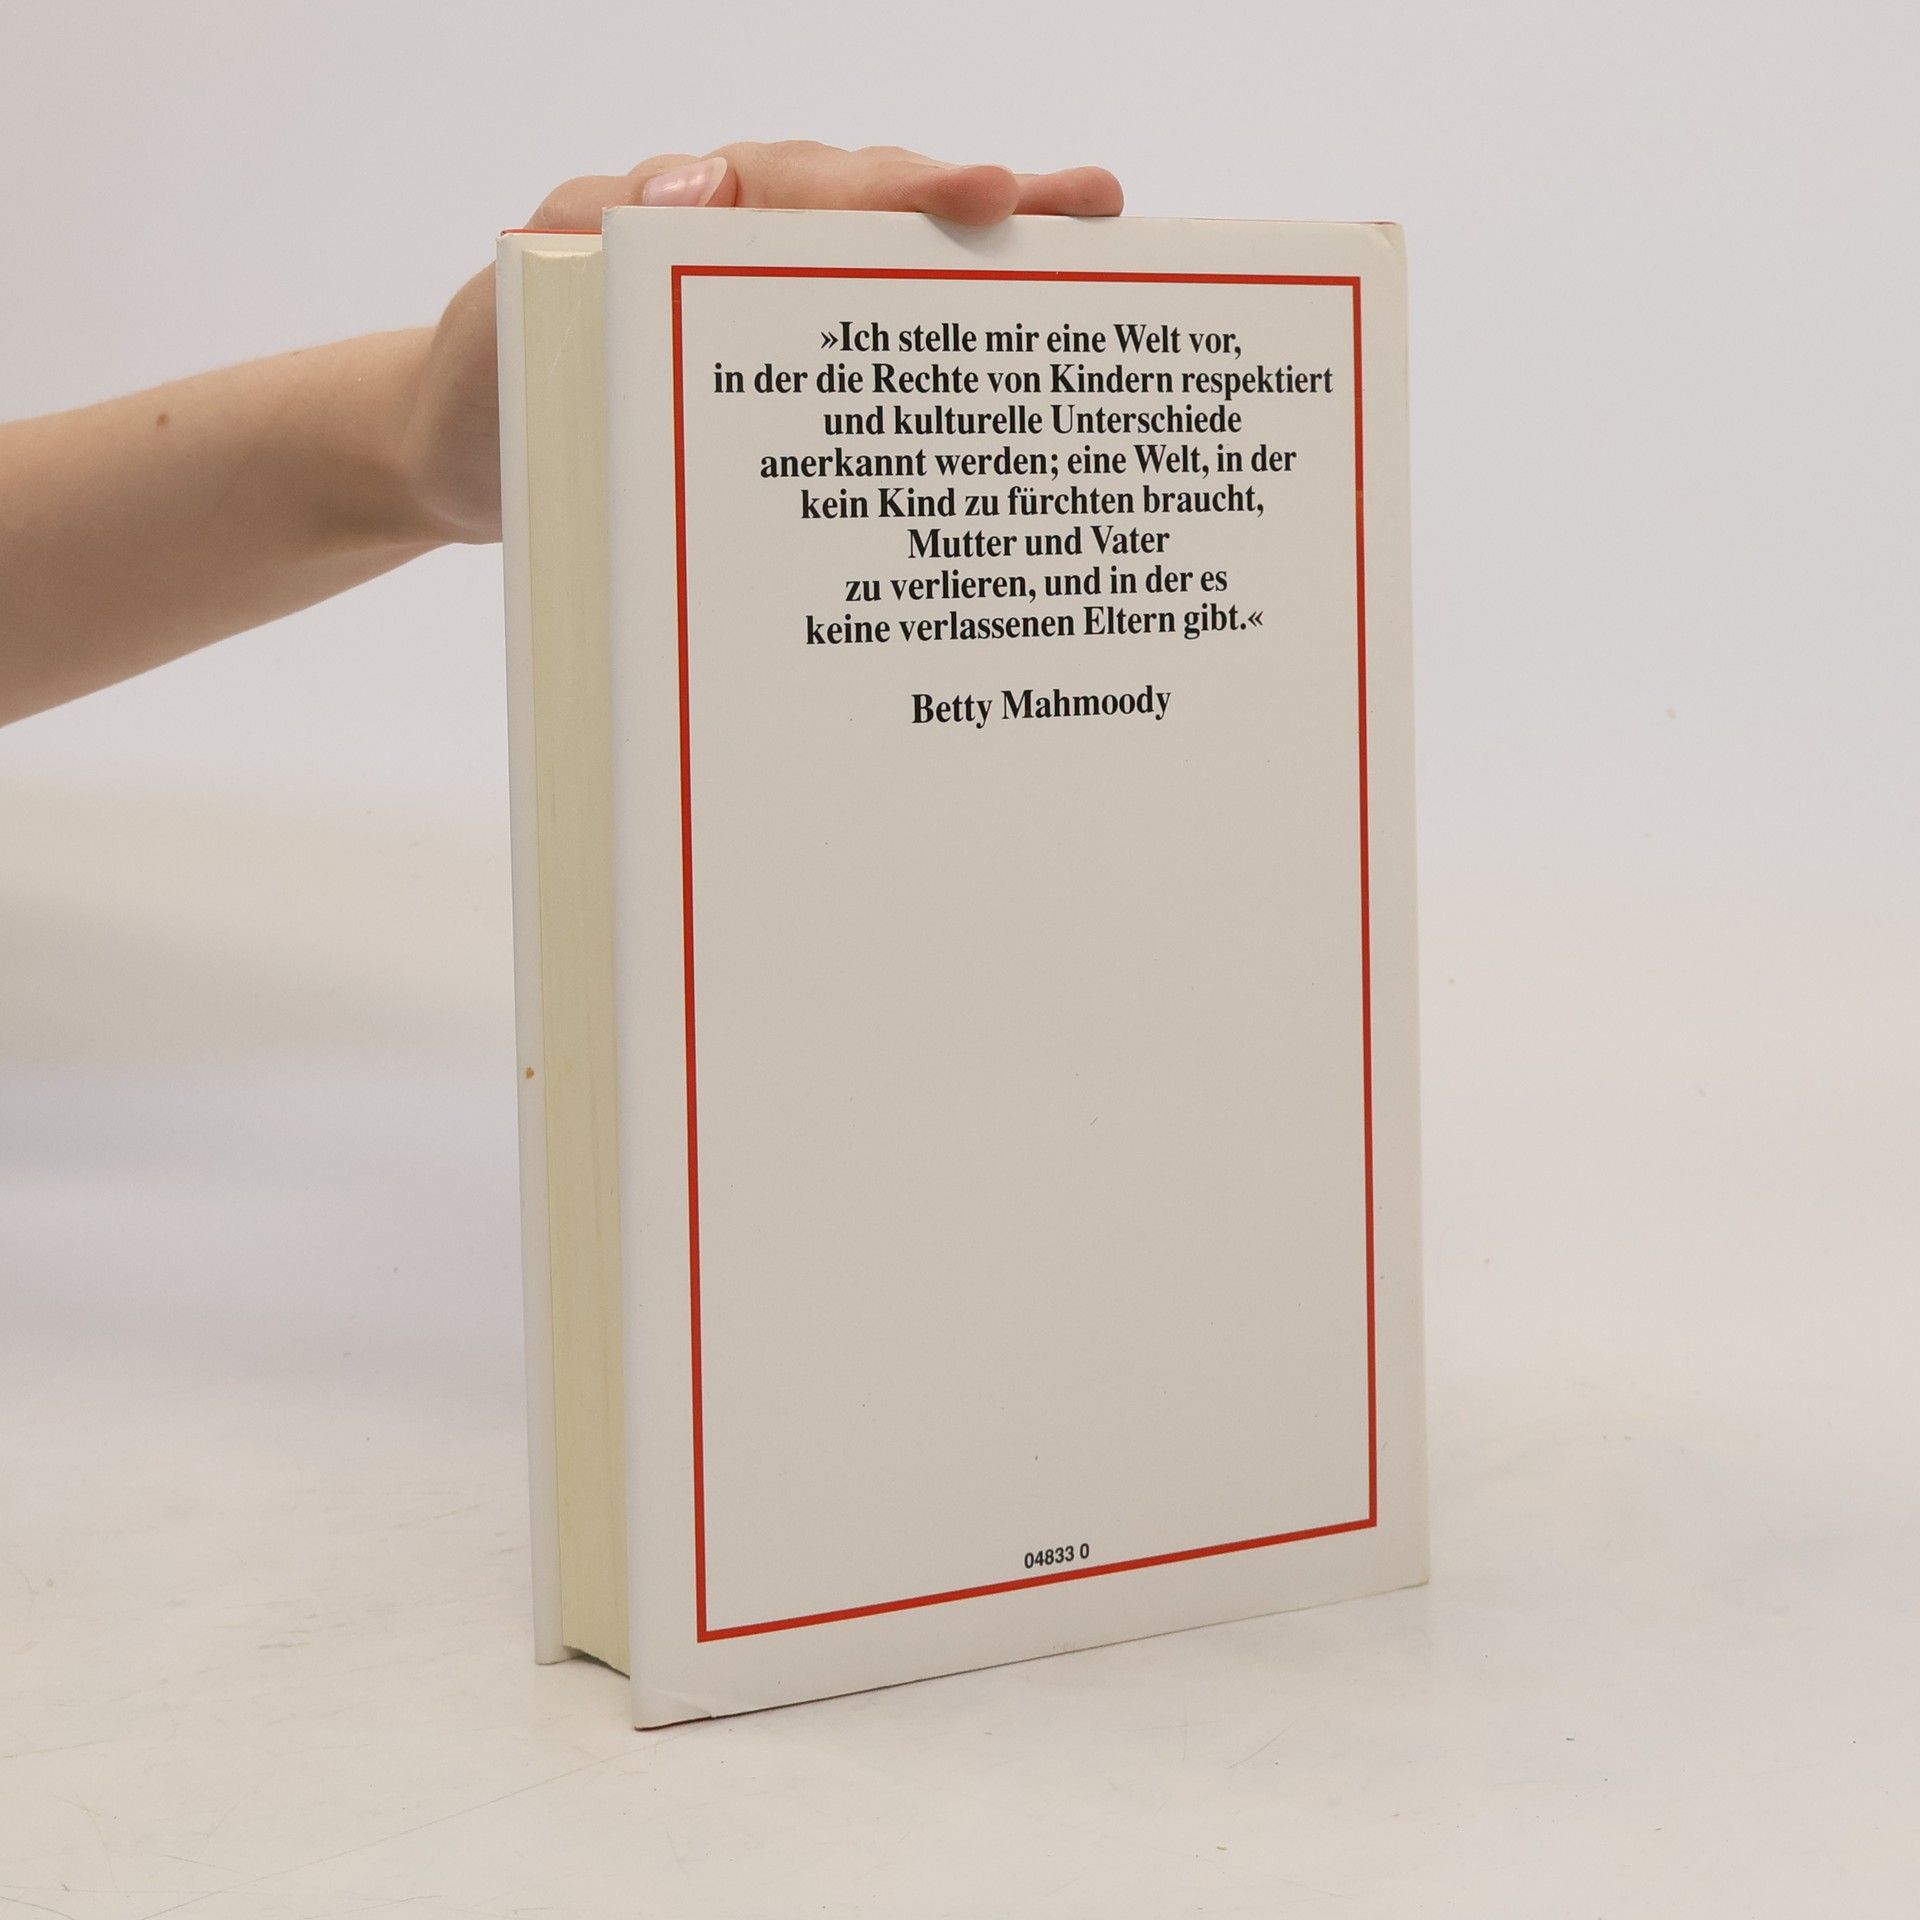 »Ich stelle mir eine Welt vor,
in der die Rechte von Kindern respektiert
und kulturelle Unterschiede
anerkannt werden; eine Welt, in der
kein Kind zu fürchten braucht,
Mutter und Vater
zu verlieren, und in der es
keine verlassenen Eltern gibt.«
Betty Mahmoody
04833 0